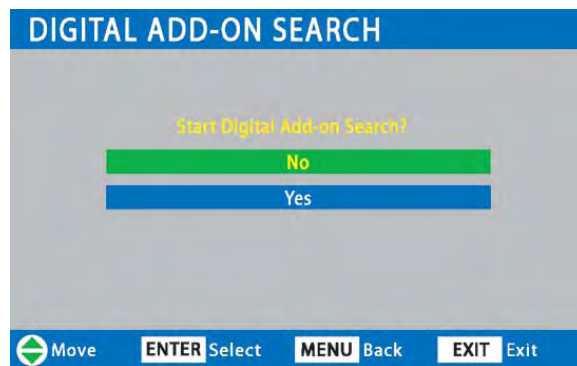 DIGITAL ADD-ON SEARCH
Start Digital Add-on Search?
No
Yes
Move ENTER Select MENU Back EXIT Exit